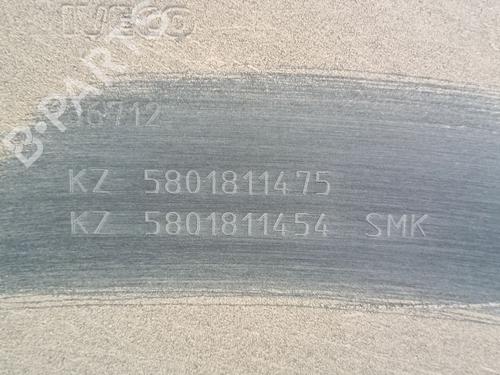 IVECO
B-PARTS
16712
KZ 5801811475
KZ 5801811454 SMK